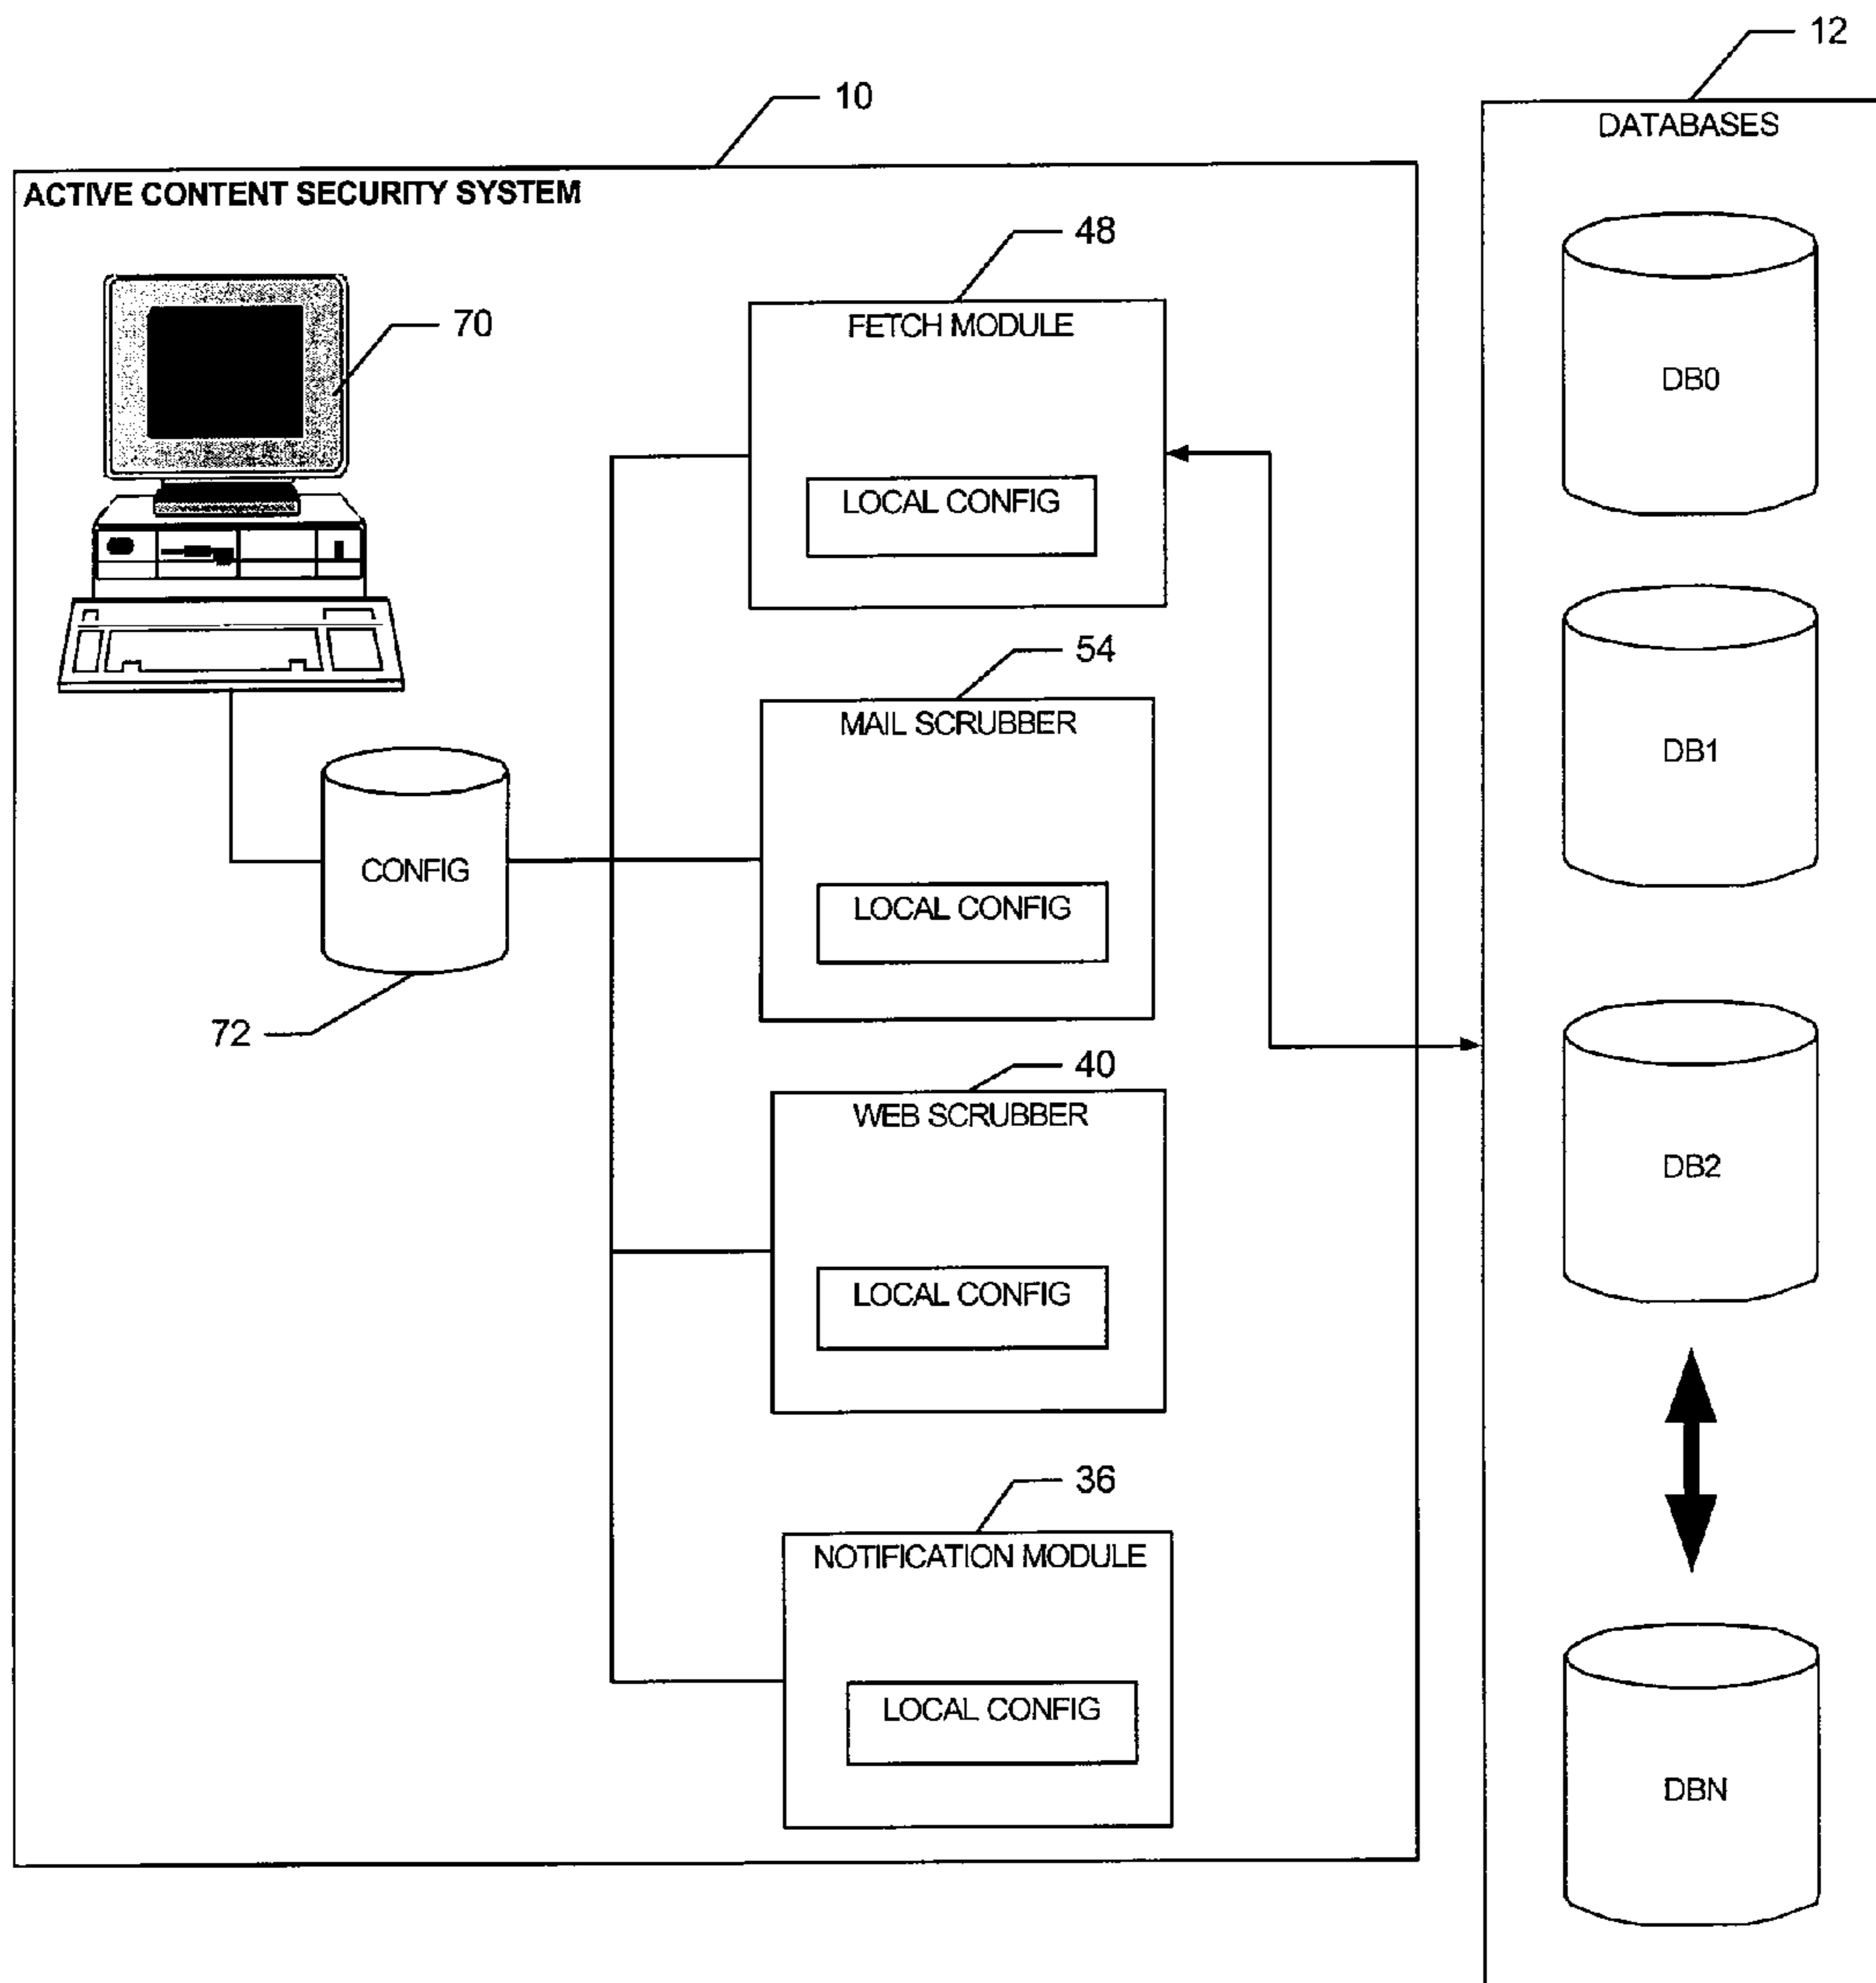 12
10
DATABASES
ACTIVE CONTENT SECURITY SYSTEM
48
70
FETCH MODULE
DB0
LOCAL CONFIG
54
MAIL SCRUBBER
DB1
CONFIG
LOCAL CONFIG
72
40
WEB SCRUBBER
DB2
LOCAL CONFIG
36
NOTIFICATION MODULE
LOCAL CONFIG
DBN